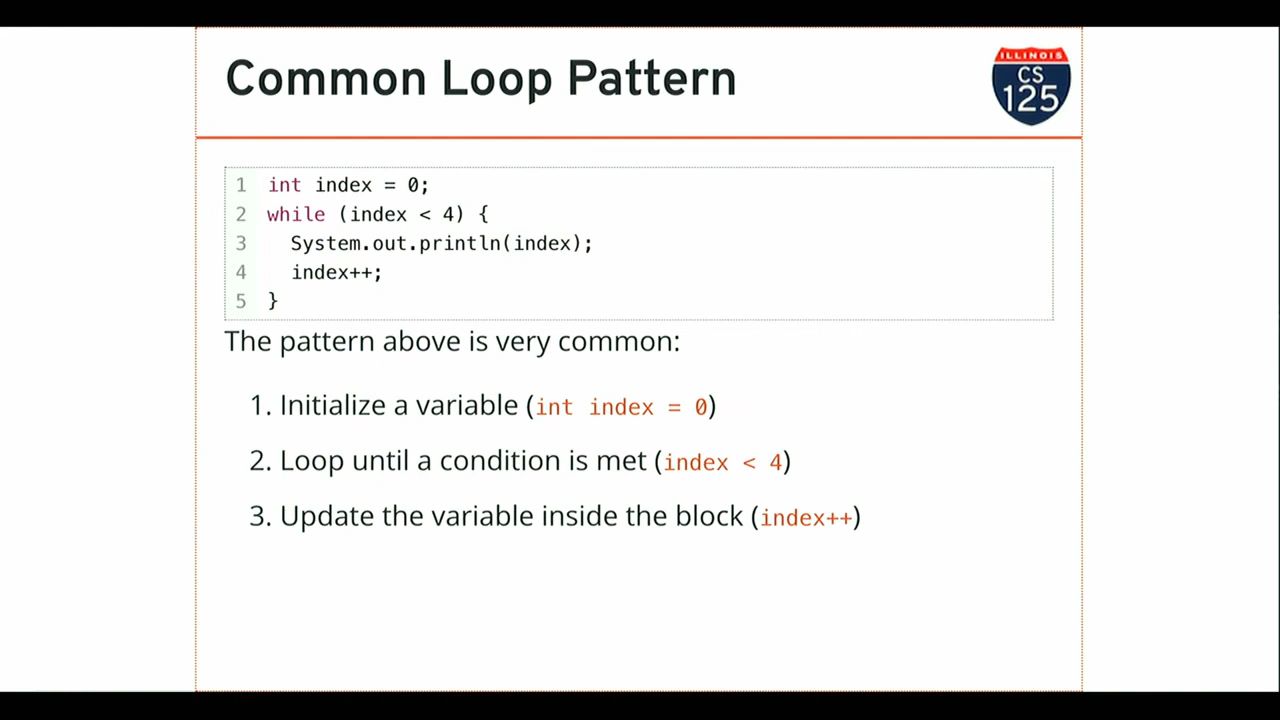 Common Loop Pattern
ILLINOIS
CS
125
1 int index = 0;
2 while (index < 4) {
3   System.out.println(index);
4   index++;
5 }
The pattern above is very common:
1. Initialize a variable (int index = 0)
2. Loop until a condition is met (index < 4)
3. Update the variable inside the block (index++)